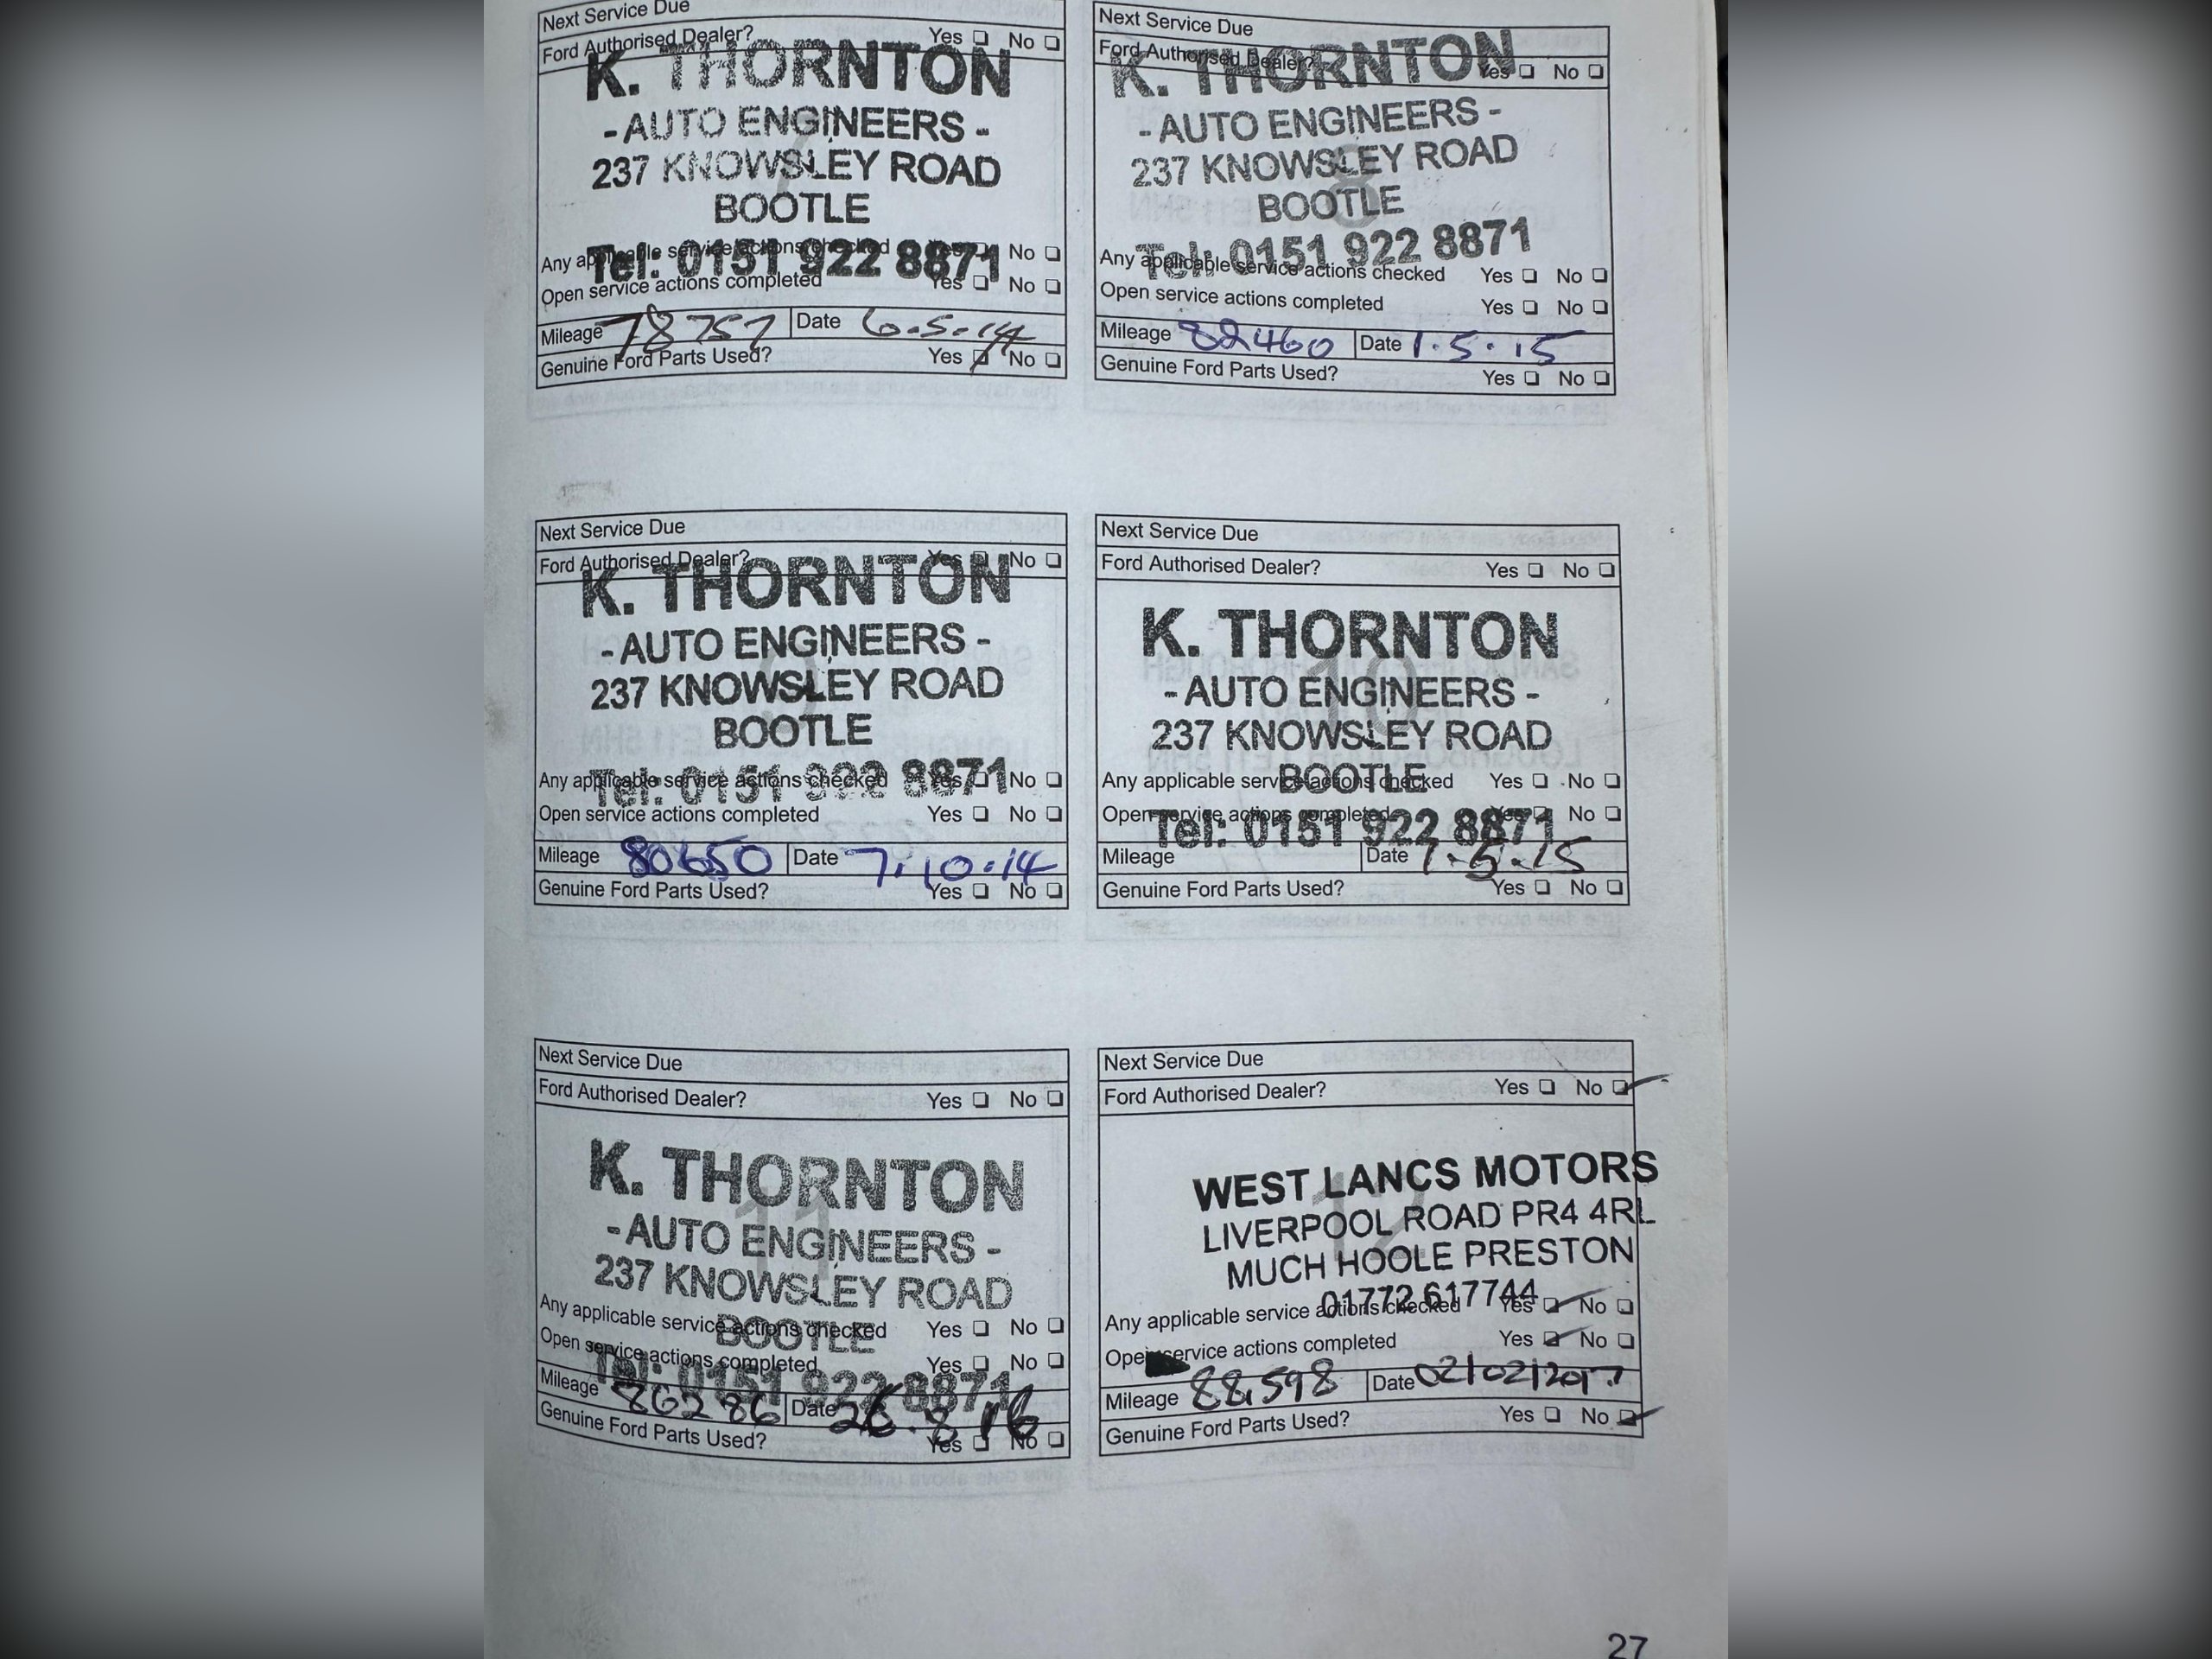 Next Service Due
Ford Authorised Dealer? Yes No
K. THORNTON
- AUTO ENGINEERS -
237 KNOWSLEY ROAD
BOOTLE
Tel: 0151 922 8871
Any applicable service actions checked Yes No
Open service actions completed Yes No
Mileage 78757 Date 6.5.14
Genuine Ford Parts Used? Yes No
Next Service Due
Ford Authorised Dealer? Yes No
K. THORNTON
- AUTO ENGINEERS -
237 KNOWSLEY ROAD
8
BOOTLE
Tel: 0151 922 8871
Any applicable service actions checked Yes No
Open service actions completed Yes No
Mileage 82460 Date 1.5.15
Genuine Ford Parts Used? Yes No
Next Service Due
Ford Authorised Dealer? Yes No
K. THORNTON
- AUTO ENGINEERS -
237 KNOWSLEY ROAD
BOOTLE
Tel: 0151 922 8871
Any applicable service actions checked Yes No
Open service actions completed Yes No
Mileage 80650 Date 7.10.14
Genuine Ford Parts Used? Yes No
Next Service Due
Ford Authorised Dealer? Yes No
K. THORNTON
- AUTO ENGINEERS -
10
237 KNOWSLEY ROAD
BOOTLE
Any applicable service actions checked Yes No
Open service actions completed Yes No
Tel: 0151 922 8871
Mileage Date
Genuine Ford Parts Used? Yes No
Next Service Due
Ford Authorised Dealer? Yes No
K. THORNTON
11
- AUTO ENGINEERS -
237 KNOWSLEY ROAD
BOOTLE
Any applicable service actions checked Yes No
Open service actions completed Yes No
Tel: 0151 922 8871
Mileage 86286 Date 26.8.16
Genuine Ford Parts Used? Yes No
Next Service Due
Ford Authorised Dealer? Yes No
WEST LANCS MOTORS
12
LIVERPOOL ROAD PR4 4RL
MUCH HOOLE PRESTON
01772 617744
Any applicable service actions checked Yes No
Open service actions completed Yes No
Mileage 88,598 Date 02/02/2017
Genuine Ford Parts Used? Yes No
27